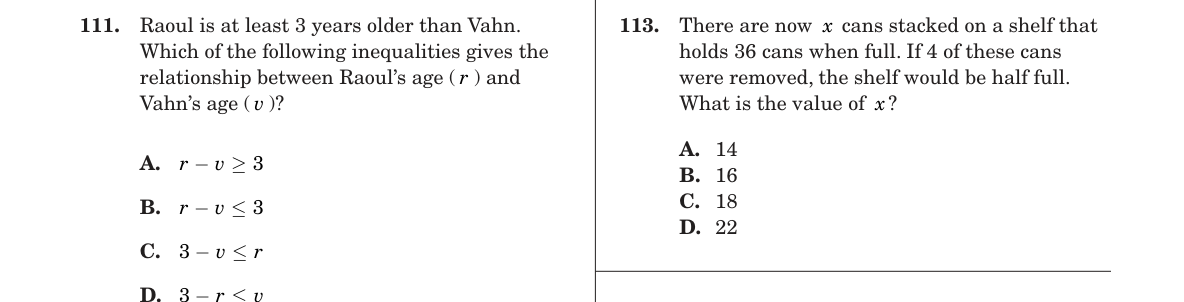 111. Raoul is at least 3 years older than Vahn.
Which of the following inequalities gives the
relationship between Raoul's age ( r ) and
Vahn's age ( v )?
A. r – v ≥ 3
B. r – v ≤ 3
C. 3 – v ≤ r
D. 3 – r < v
113. There are now x cans stacked on a shelf that
holds 36 cans when full. If 4 of these cans
were removed, the shelf would be half full.
What is the value of x?
A. 14
B. 16
C. 18
D. 22